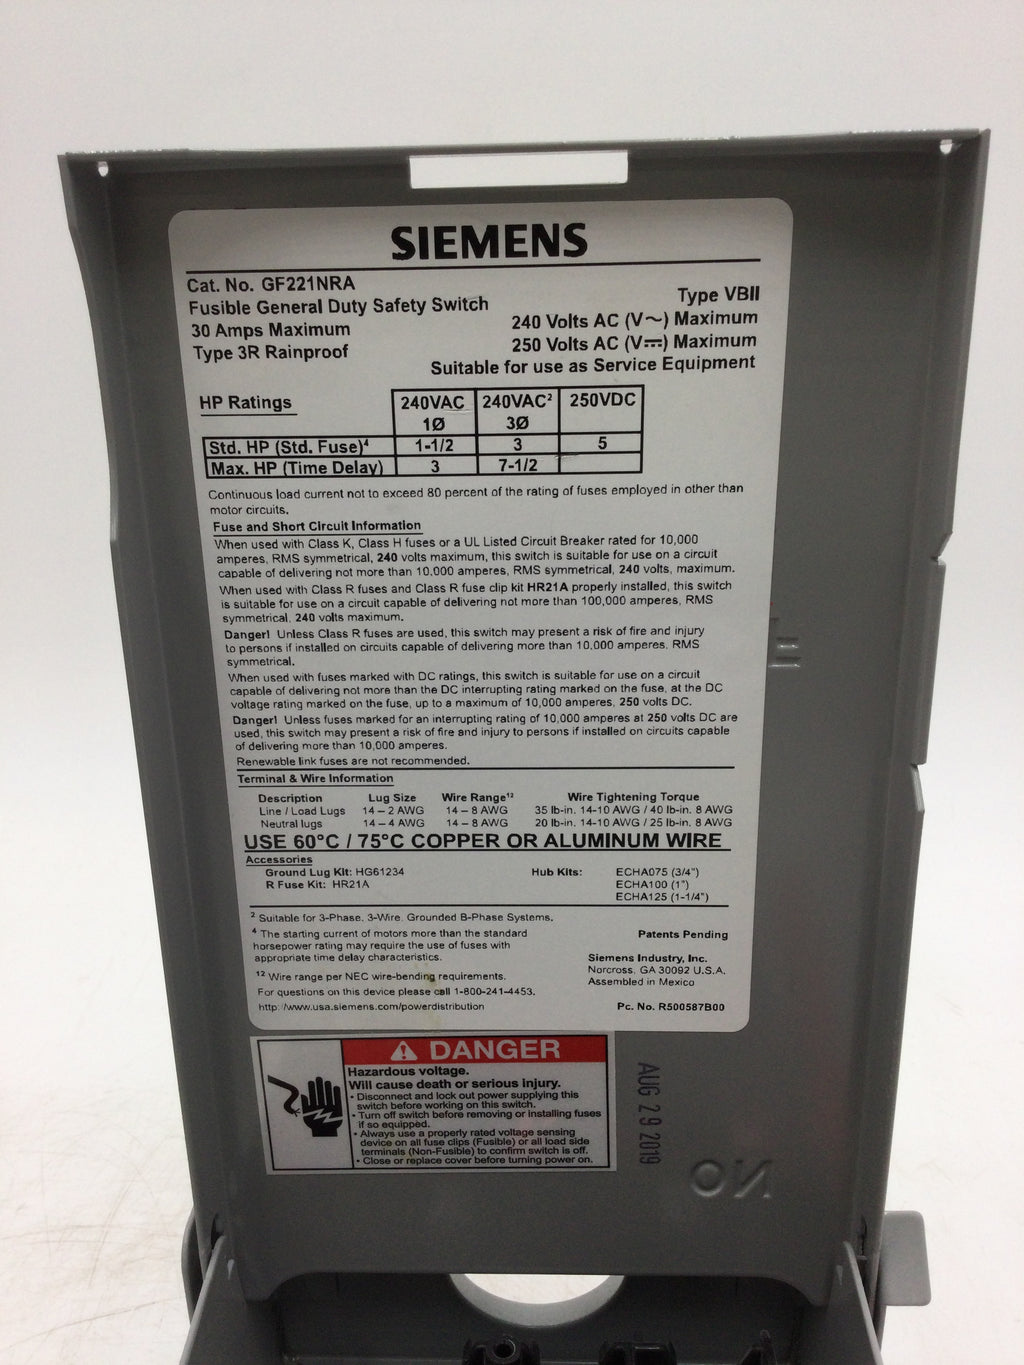 SIEMENS
Cat. No. GF221NRA
Fusible General Duty Safety Switch
30 Amps Maximum
Type 3R Rainproof
Type VBII
240 Volts AC (V~) Maximum
250 Volts AC (V⎓) Maximum
Suitable for use as Service Equipment
HP Ratings
240VAC 1Ø 240VAC² 3Ø 250VDC
Std. HP (Std. Fuse)⁴ 1-1/2 3 5
Max. HP (Time Delay) 3 7-1/2
Continuous load current not to exceed 80 percent of the rating of fuses employed in other than
motor circuits.
Fuse and Short Circuit Information
When used with Class K, Class H fuses or a UL Listed Circuit Breaker rated for 10,000
amperes, RMS symmetrical, 240 volts maximum, this switch is suitable for use on a circuit
capable of delivering not more than 10,000 amperes, RMS symmetrical, 240 volts, maximum.
When used with Class R fuses and Class R fuse clip kit HR21A properly installed, this switch
is suitable for use on a circuit capable of delivering not more than 100,000 amperes, RMS
symmetrical, 240 volts maximum.
Danger! Unless Class R fuses are used, this switch may present a risk of fire and injury
to persons if installed on circuits capable of delivering more than 10,000 amperes, RMS
symmetrical.
When used with fuses marked with DC ratings, this switch is suitable for use on a circuit
capable of delivering not more than the DC interrupting rating marked on the fuse, at the DC
voltage rating marked on the fuse, up to a maximum of 10,000 amperes, 250 volts DC.
Danger! Unless fuses marked for an interrupting rating of 10,000 amperes at 250 volts DC are
used, this switch may present a risk of fire and injury to persons if installed on circuits capable
of delivering more than 10,000 amperes.
Renewable link fuses are not recommended.
Terminal & Wire Information
Description Lug Size Wire Range¹² Wire Tightening Torque
Line / Load Lugs 14 – 2 AWG 14 – 8 AWG 35 lb-in. 14-10 AWG / 40 lb-in. 8 AWG
Neutral lugs 14 – 4 AWG 14 – 8 AWG 20 lb-in. 14-10 AWG / 25 lb-in. 8 AWG
USE 60°C / 75°C COPPER OR ALUMINUM WIRE
Accessories
Ground Lug Kit: HG61234 Hub Kits: ECHA075 (3/4")
R Fuse Kit: HR21A ECHA100 (1")
ECHA125 (1-1/4")
² Suitable for 3-Phase, 3-Wire, Grounded B-Phase Systems.
⁴ The starting current of motors more than the standard
horsepower rating may require the use of fuses with
appropriate time delay characteristics.
¹² Wire range per NEC wire-bending requirements.
For questions on this device please call 1-800-241-4453.
http://www.usa.siemens.com/powerdistribution
Patents Pending
Siemens Industry, Inc.
Norcross, GA 30092 U.S.A.
Assembled in Mexico
Pc. No. R500587B00
DANGER
Hazardous voltage.
Will cause death or serious injury.
• Disconnect and lock out power supplying this
switch before working on this switch.
• Turn off switch before removing or installing fuses
if so equipped.
• Always use a properly rated voltage sensing
device on all fuse clips (Fusible) or all load side
terminals (Non-Fusible) to confirm switch is off.
• Close or replace cover before turning power on.
AUG 29 2019
ON